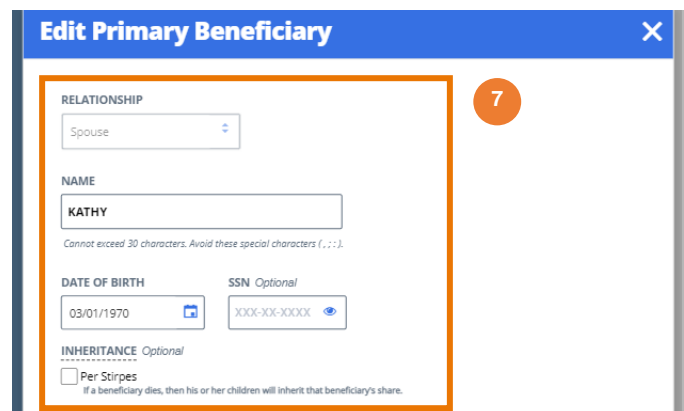 Edit Primary Beneficiary
7
RELATIONSHIP
Spouse
NAME
KATHY
Cannot exceed 30 characters. Avoid these special characters ( , ; : ).
DATE OF BIRTH SSN Optional
03/01/1970 XXX-XX-XXXX
INHERITANCE Optional
Per Stirpes
If a beneficiary dies, then his or her children will inherit that beneficiary's share.